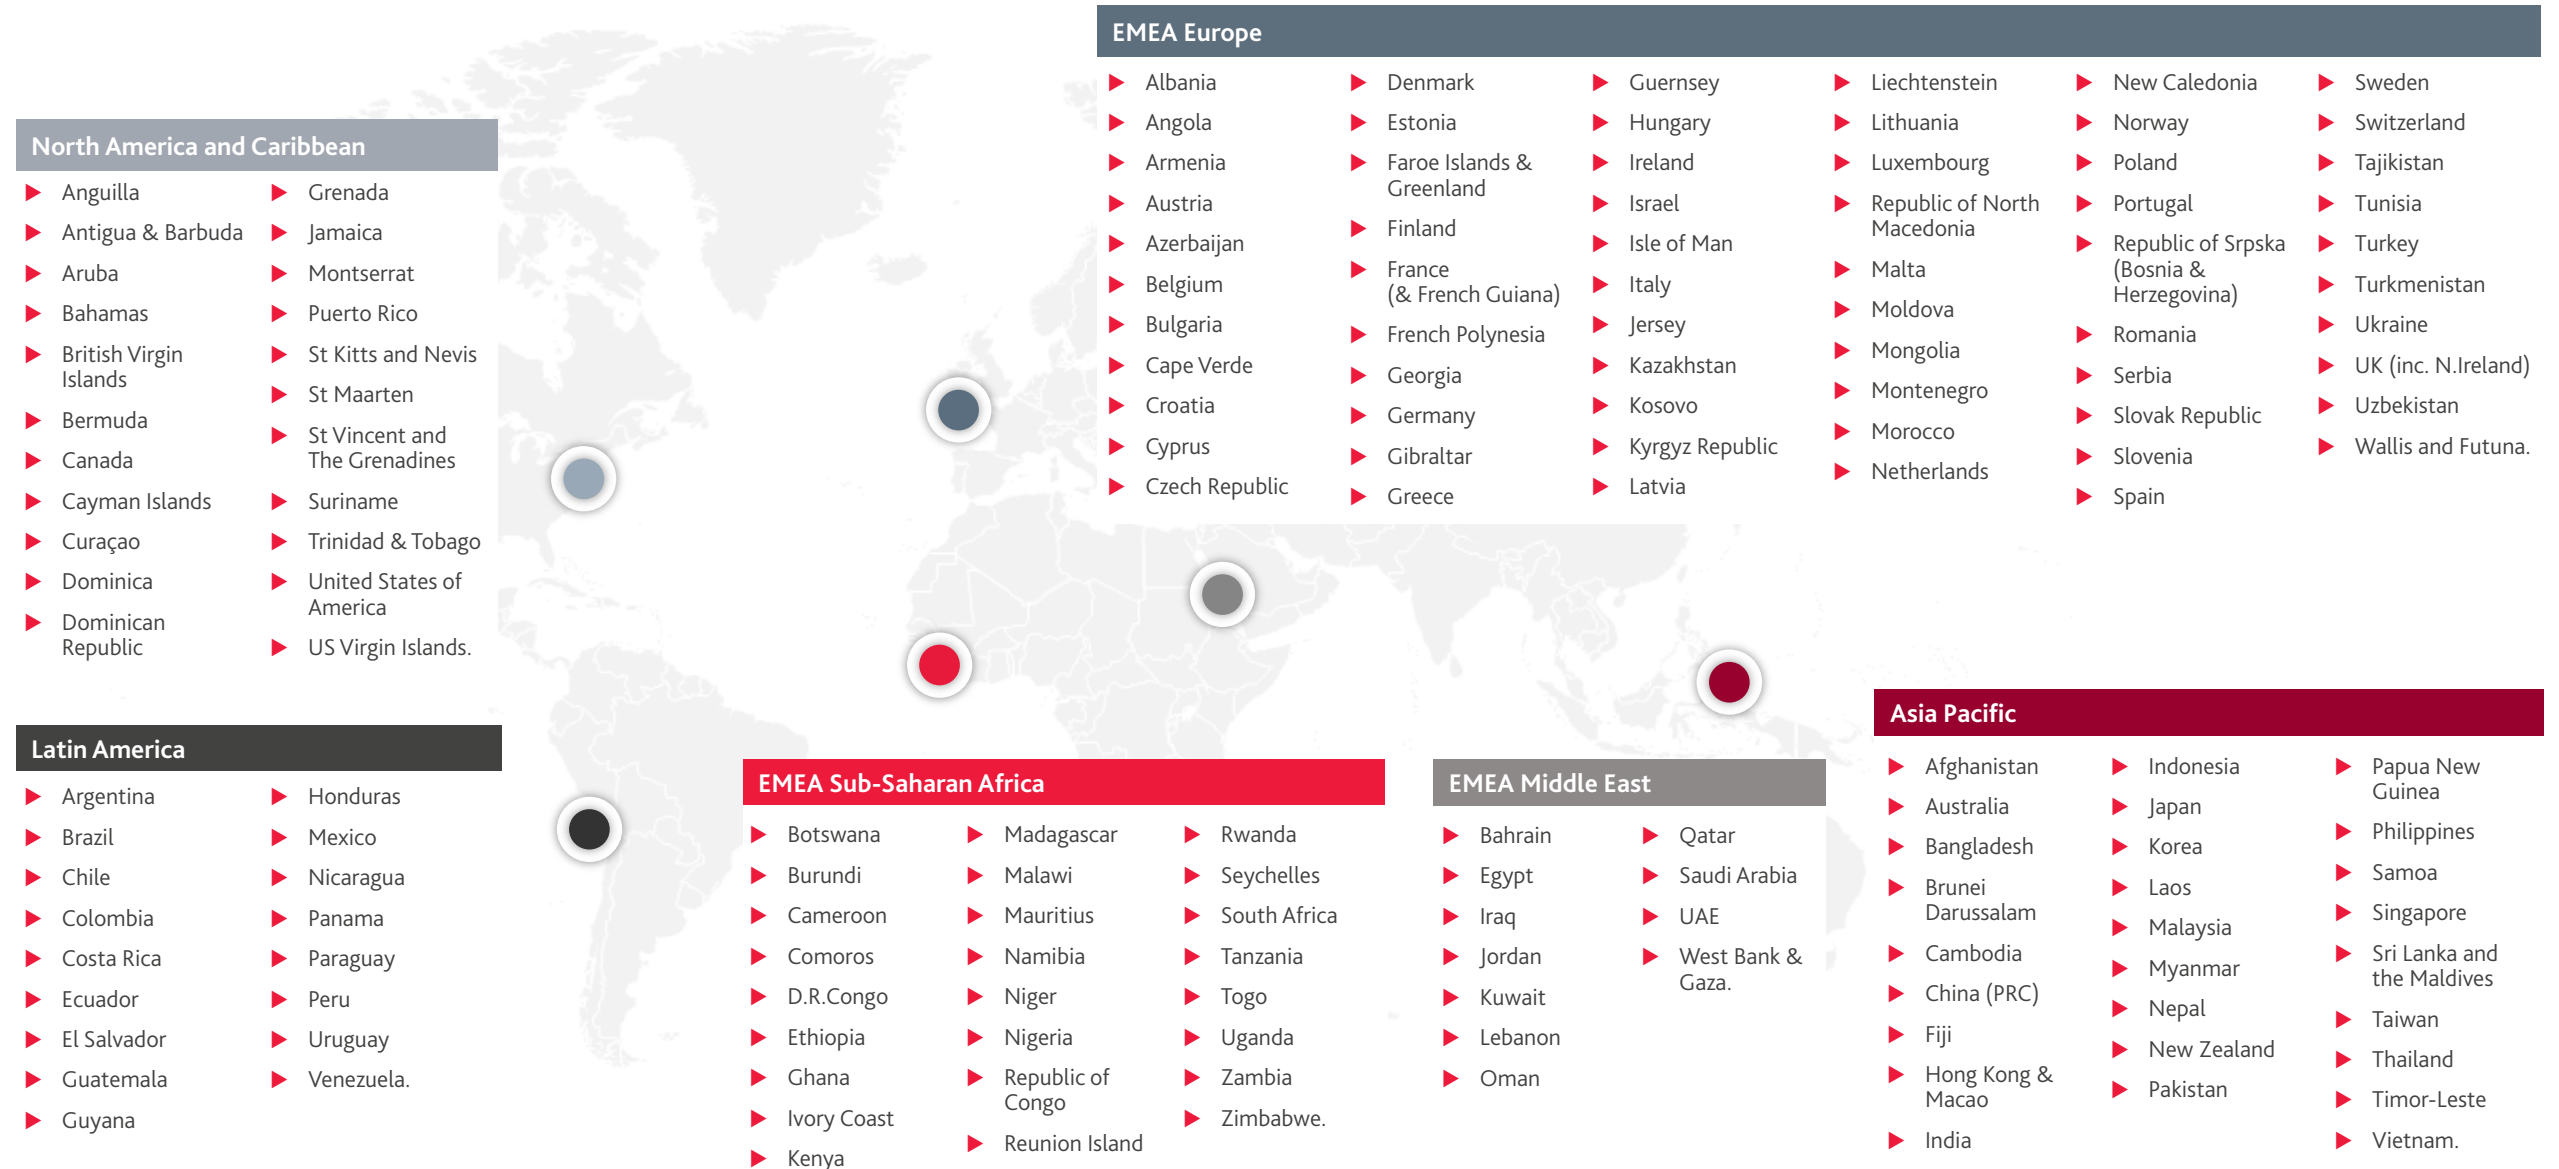 EMEA Europe
Albania
Angola
Armenia
Austria
Azerbaijan
Belgium
Bulgaria
Cape Verde
Croatia
Cyprus
Czech Republic
Denmark
Estonia
Faroe Islands &
Greenland
Finland
France
(& French Guiana)
French Polynesia
Georgia
Germany
Gibraltar
Greece
Guernsey
Hungary
Ireland
Israel
Isle of Man
Italy
Jersey
Kazakhstan
Kosovo
Kyrgyz Republic
Latvia
Liechtenstein
Lithuania
Luxembourg
Republic of North
Macedonia
Malta
Moldova
Mongolia
Montenegro
Morocco
Netherlands
New Caledonia
Norway
Poland
Portugal
Republic of Srpska
(Bosnia &
Herzegovina)
Romania
Serbia
Slovak Republic
Slovenia
Spain
Sweden
Switzerland
Tajikistan
Tunisia
Turkey
Turkmenistan
Ukraine
UK (inc. N.Ireland)
Uzbekistan
Wallis and Futuna.
North America and Caribbean
Anguilla
Antigua & Barbuda
Aruba
Bahamas
British Virgin
Islands
Bermuda
Canada
Cayman Islands
Curaçao
Dominica
Dominican
Republic
Grenada
Jamaica
Montserrat
Puerto Rico
St Kitts and Nevis
St Maarten
St Vincent and
The Grenadines
Suriname
Trinidad & Tobago
United States of
America
US Virgin Islands.
Latin America
Argentina
Brazil
Chile
Colombia
Costa Rica
Ecuador
El Salvador
Guatemala
Guyana
Honduras
Mexico
Nicaragua
Panama
Paraguay
Peru
Uruguay
Venezuela.
EMEA Sub-Saharan Africa
Botswana
Burundi
Cameroon
Comoros
D.R.Congo
Ethiopia
Ghana
Ivory Coast
Kenya
Madagascar
Malawi
Mauritius
Namibia
Niger
Nigeria
Republic of
Congo
Reunion Island
Rwanda
Seychelles
South Africa
Tanzania
Togo
Uganda
Zambia
Zimbabwe.
EMEA Middle East
Bahrain
Egypt
Iraq
Jordan
Kuwait
Lebanon
Oman
Qatar
Saudi Arabia
UAE
West Bank &
Gaza.
Asia Pacific
Afghanistan
Australia
Bangladesh
Brunei
Darussalam
Cambodia
China (PRC)
Fiji
Hong Kong &
Macao
India
Indonesia
Japan
Korea
Laos
Malaysia
Myanmar
Nepal
New Zealand
Pakistan
Papua New
Guinea
Philippines
Samoa
Singapore
Sri Lanka and
the Maldives
Taiwan
Thailand
Timor-Leste
Vietnam.